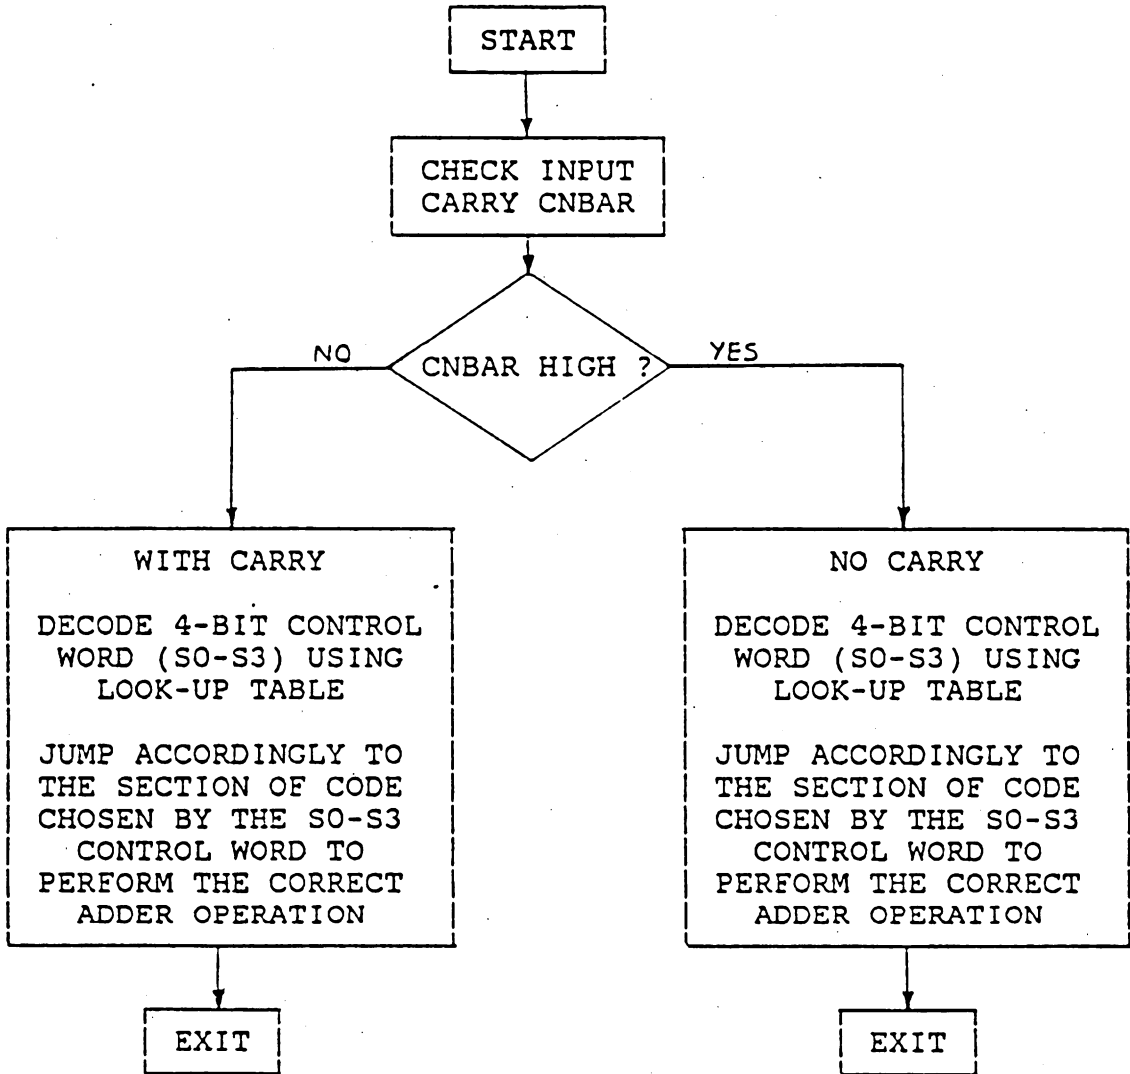 START
CHECK INPUT
CARRY CNBAR
CNBAR HIGH ?
NO
YES
WITH CARRY
DECODE 4-BIT CONTROL
WORD (S0-S3) USING
LOOK-UP TABLE
JUMP ACCORDINGLY TO
THE SECTION OF CODE
CHOSEN BY THE S0-S3
CONTROL WORD TO
PERFORM THE CORRECT
ADDER OPERATION
EXIT
NO CARRY
DECODE 4-BIT CONTROL
WORD (S0-S3) USING
LOOK-UP TABLE
JUMP ACCORDINGLY TO
THE SECTION OF CODE
CHOSEN BY THE S0-S3
CONTROL WORD TO
PERFORM THE CORRECT
ADDER OPERATION
EXIT